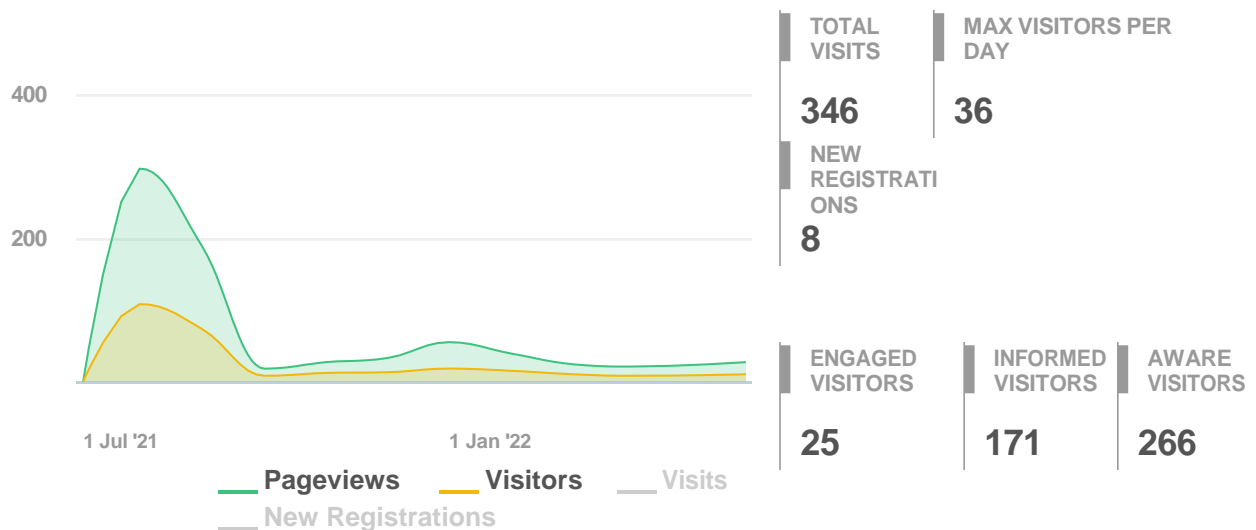 400
200
1 Jul '21
1 Jan '22
Pageviews
Visitors
Visits
New Registrations
TOTAL
VISITS
346
MAX VISITORS PER
DAY
36
NEW
REGISTRATI
ONS
8
ENGAGED
VISITORS
25
INFORMED
VISITORS
171
AWARE
VISITORS
266